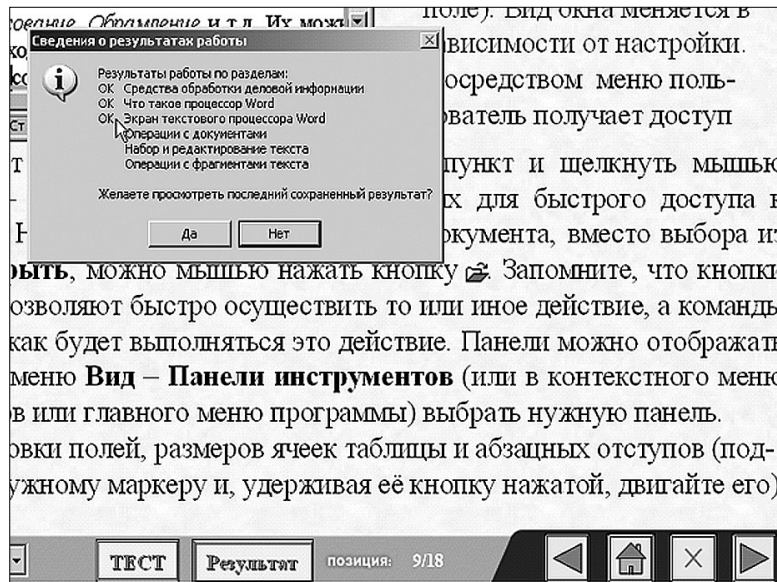 ование, Обрамление и т.д. Их можн
поле). Вид окна меняется в
Сведения о результатах работы
ависимости от настройки.
Результаты работы по разделам:
OK Средства обработки деловой информации
OK Что такое процессор Word
OK Экран текстового процессора Word
Операции с документами
Набор и редактирование текста
Операции с фрагментами текста
осредством меню поль-
ователь получает доступ
Желаете просмотреть последний сохраненный результат?
Да
Нет
пункт и щелкнуть мышью
х для быстрого доступа к
окумента, вместо выбора из
рыть, можно мышью нажать кнопку . Запомните, что кнопки
озволяют быстро осуществить то или иное действие, а команды
как будет выполняться это действие. Панели можно отображать
меню Вид – Панели инструментов (или в контекстного меню
ов или главного меню программы) выбрать нужную панель.
овки полей, размеров ячеек таблицы и абзацных отступов (под-
ужному маркеру и, удерживая её кнопку нажатой, двигайте его)
ТЕСТ
Результат
позиция: 9/18